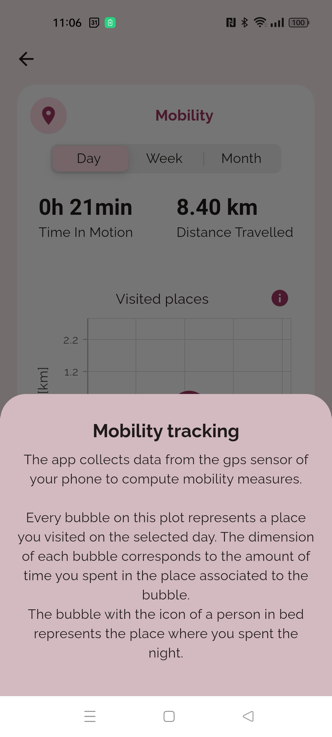 11:06 31 100
Mobility
Day Week Month
0h 21min 8.40 km
Time In Motion Distance Travelled
Visited places
2.2
1.2
[km]
Mobility tracking
The app collects data from the gps sensor of
your phone to compute mobility measures.
Every bubble on this plot represents a place
you visited on the selected day. The dimension
of each bubble corresponds to the amount of
time you spent in the place associated to the
bubble.
The bubble with the icon of a person in bed
represents the place where you spent the
night.